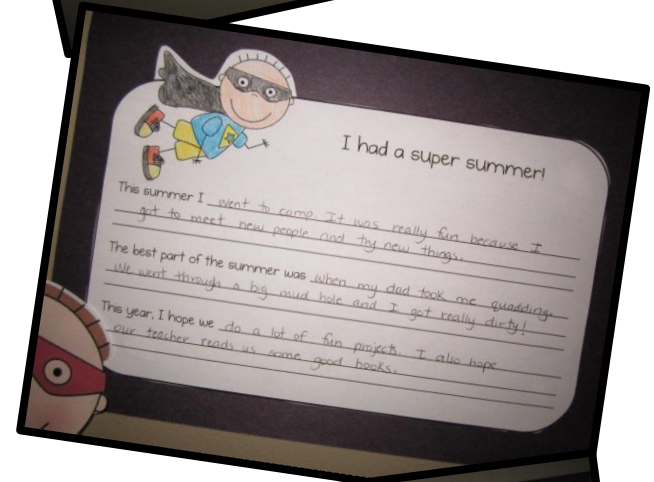 I had a super summer!
This summer I went to camp. It was really fun because I
got to meet new people and try new things.
The best part of the summer was when my dad took me quadding.
We went through a big mud hole and I got really dirty!
This year, I hope we do a lot of fun projects. I also hope
our teacher reads us some good books.